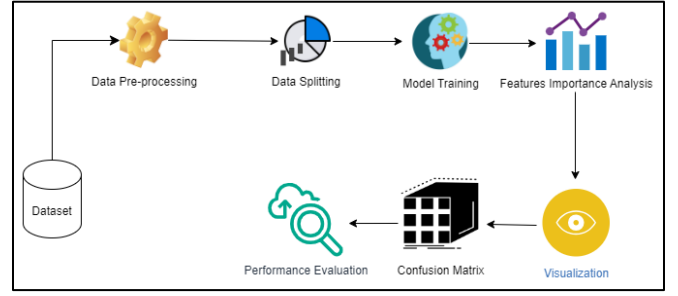 Data Pre-processing
Data Splitting
Model Training
Features Importance Analysis
Dataset
Performance Evaluation
Confusion Matrix
Visualization